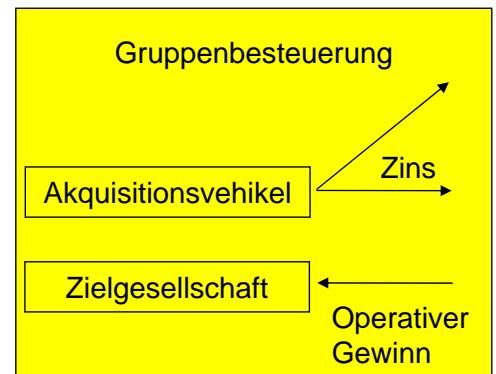 Gruppenbesteuerung
Zins
Akquisitionsvehikel
Zielgesellschaft
Operativer
Gewinn